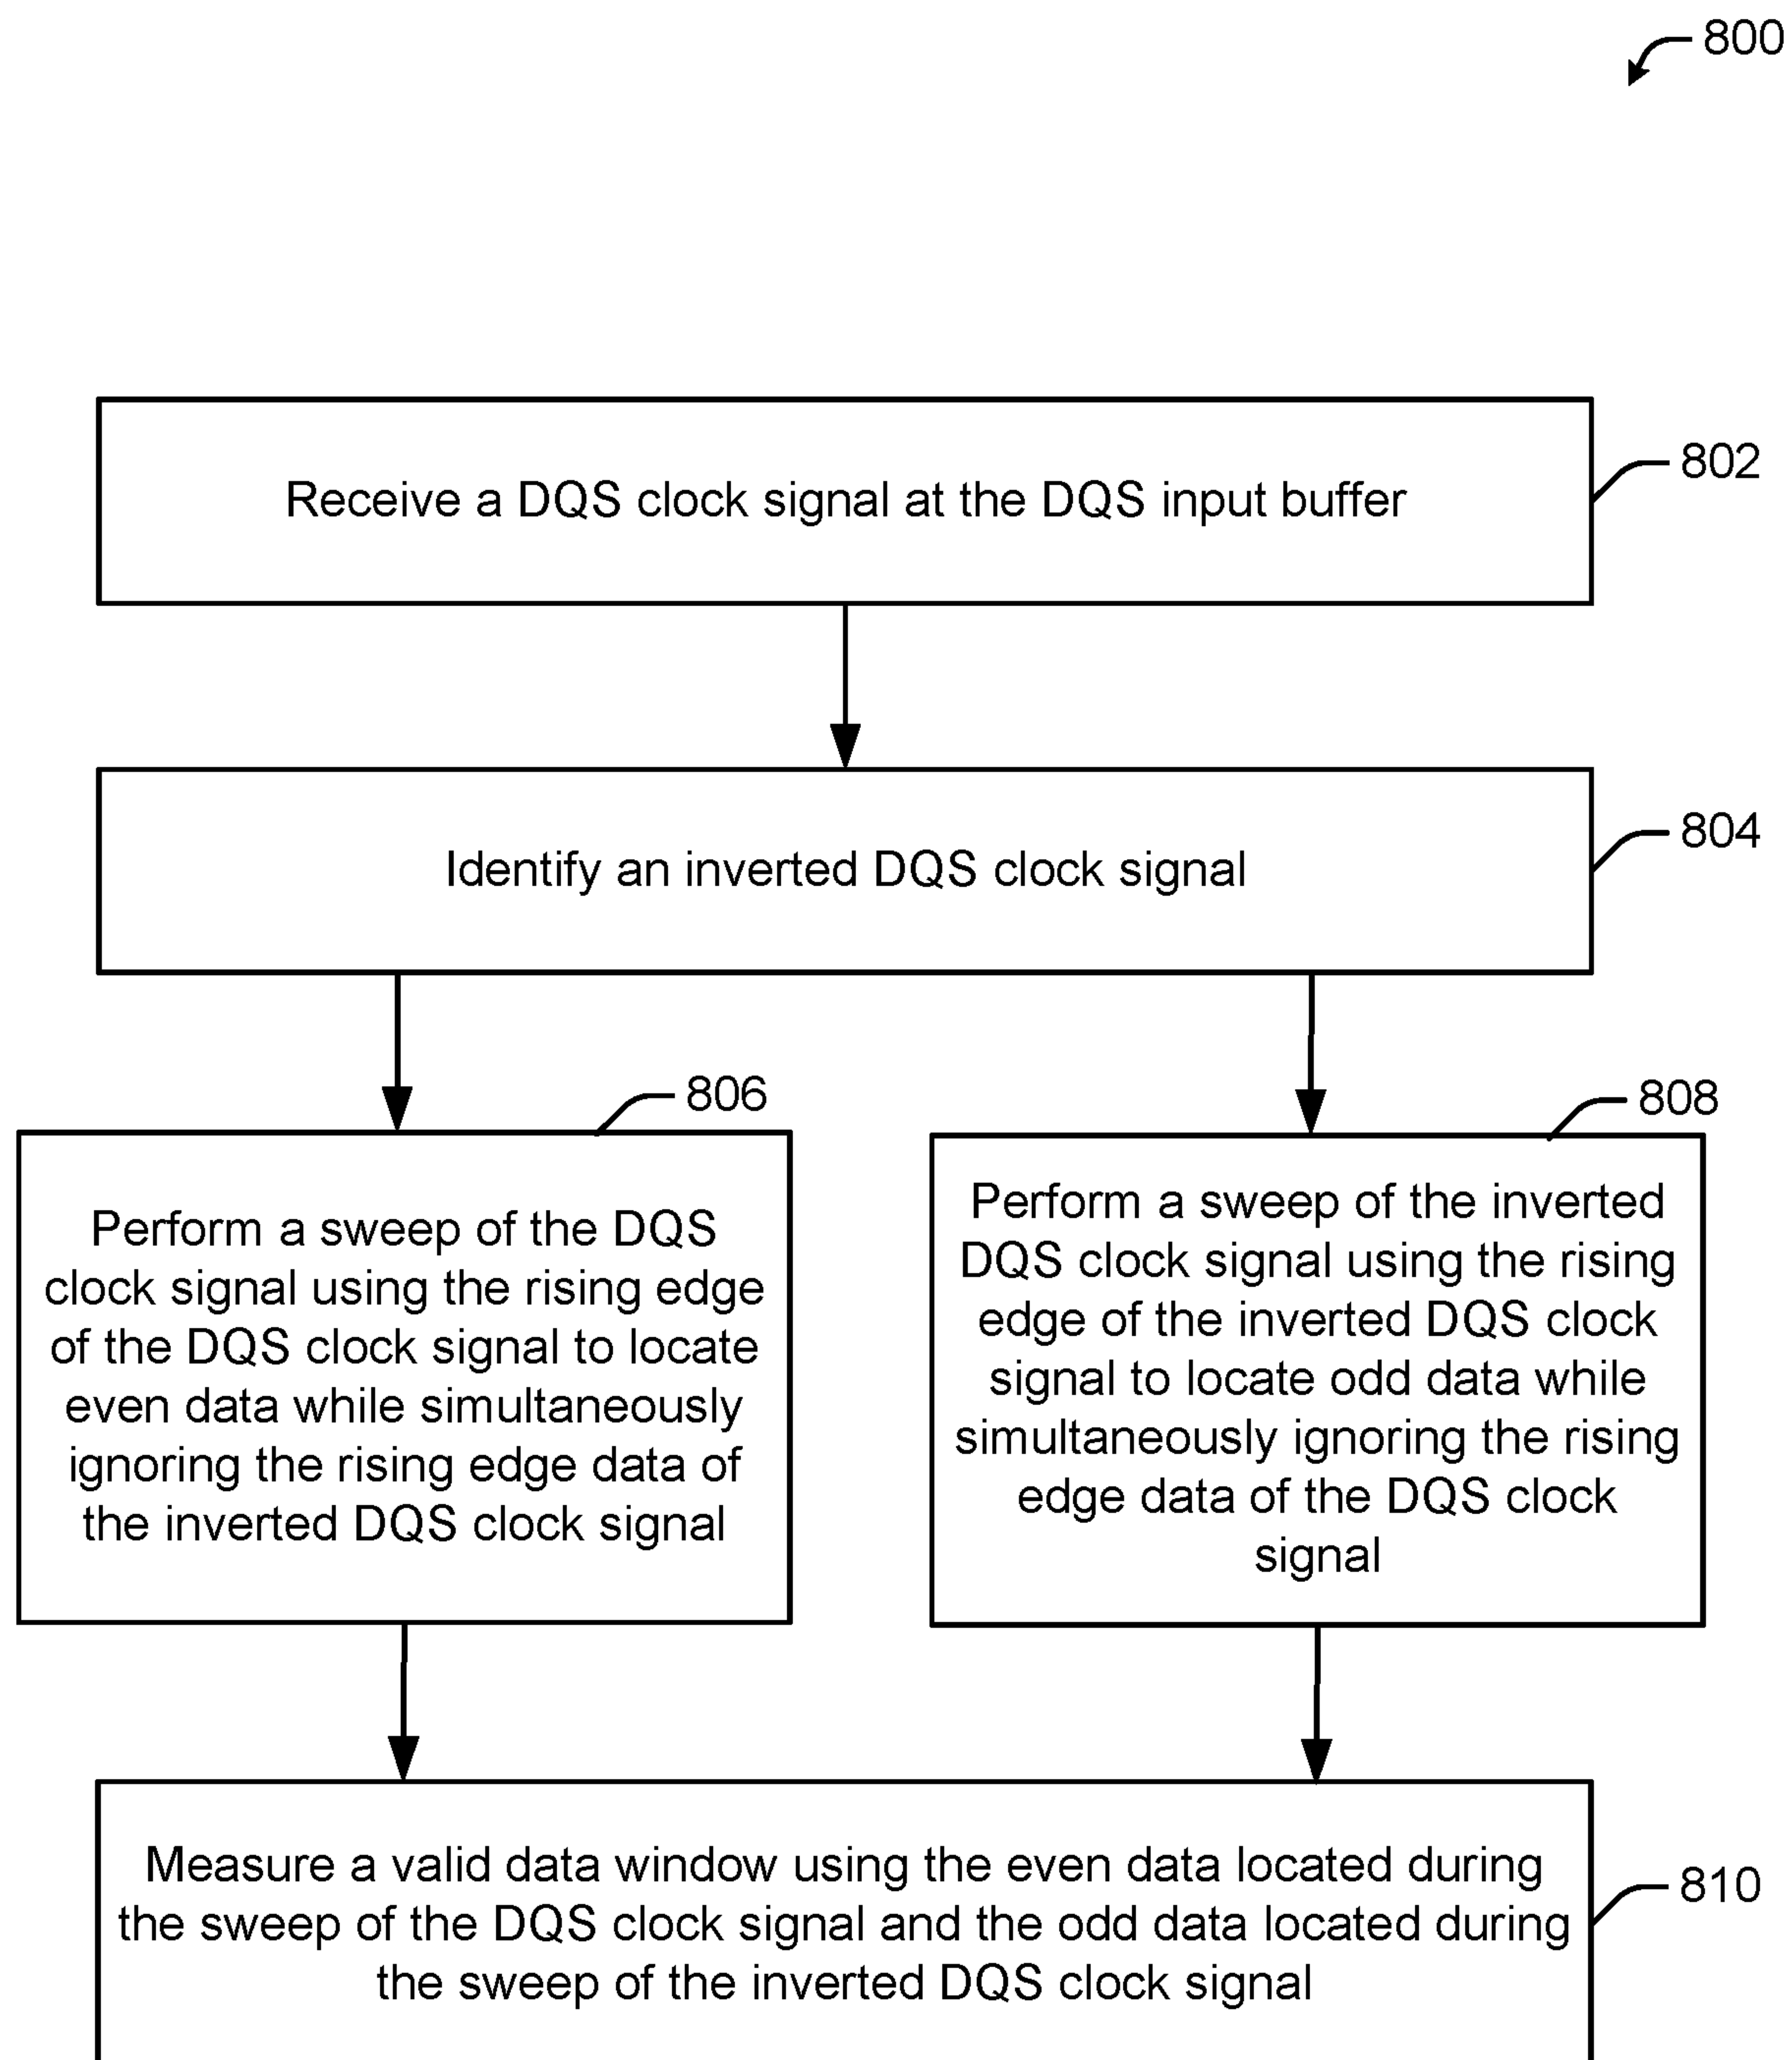 800
Receive a DQS clock signal at the DQS input buffer
802
Identify an inverted DQS clock signal
804
806
Perform a sweep of the DQS
clock signal using the rising edge
of the DQS clock signal to locate
even data while simultaneously
ignoring the rising edge data of
the inverted DQS clock signal
808
Perform a sweep of the inverted
DQS clock signal using the rising
edge of the inverted DQS clock
signal to locate odd data while
simultaneously ignoring the rising
edge data of the DQS clock
signal
Measure a valid data window using the even data located during
the sweep of the DQS clock signal and the odd data located during
the sweep of the inverted DQS clock signal
810